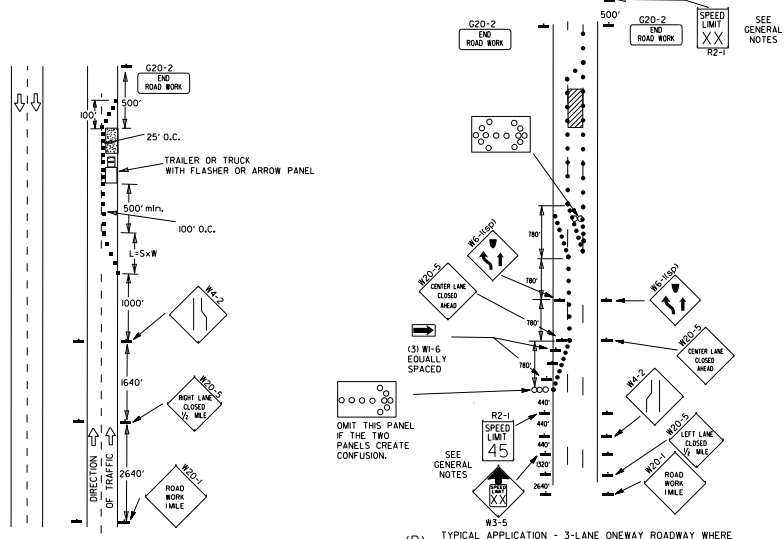 G20-2
END
ROAD WORK
500'
100'
25' O.C.
TRAILER OR TRUCK
WITH FLASHER OR ARROW PANEL
500' min.
100' O.C.
L=SxW
1000'
W4-2
1640'
W20-5
RIGHT LANE
CLOSED
½ MILE
DIRECTION
OF TRAFFIC
2640'
W20-1
ROAD
WORK
1 MILE
500'
SPEED
LIMIT
XX
R2-1
SEE
GENERAL
NOTES
G20-2
END
ROAD WORK
G20-2
END
ROAD WORK
780'
780'
780'
780'
W6-1(sp)
W6-1(sp)
W20-5
CENTER LANE
CLOSED
AHEAD
W20-5
CENTER LANE
CLOSED
AHEAD
(3) W1-6
EQUALLY
SPACED
OMIT THIS PANEL
IF THE TWO
PANELS CREATE
CONFUSION.
440'
440'
440'
1320'
2640'
R2-1
SPEED
LIMIT
45
SEE
GENERAL
NOTES
SPEED
LIMIT
XX
W3-5
W4-2
W20-5
LEFT LANE
CLOSED
½ MILE
W20-1
ROAD
WORK
1 MILE
TYPICAL APPLICATION - 3-LANE ONEWAY ROADWAY WHERE